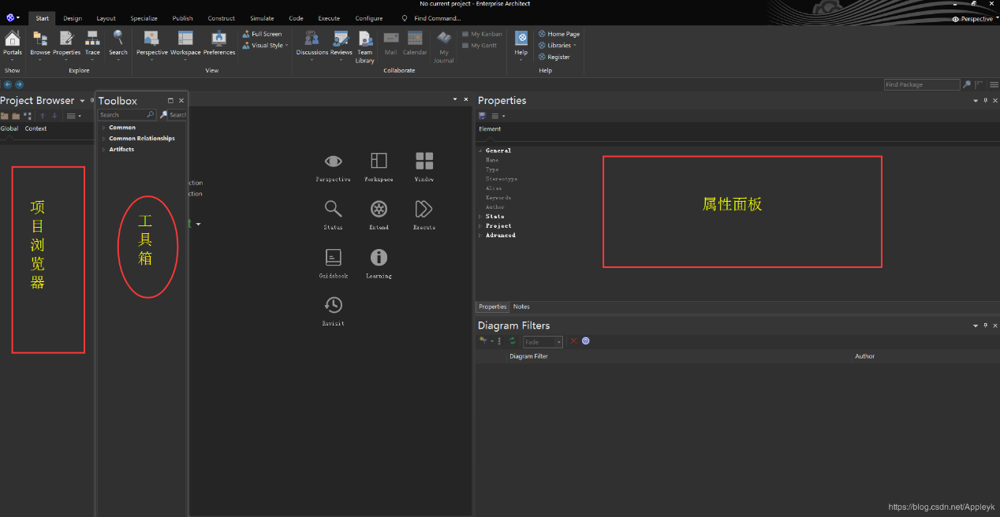 No current project - Enterprise Architect
Start Design Layout Specialize Publish Construct Simulate Code Execute Configure Find Command... Perspective
Full Screen
Visual Style
My Kanban
My Gantt
Home Page
Libraries
Register
Portals Browse Properties Trace Search Perspective Workspace Preferences Discussions Reviews Team Library Mail Calendar My Journal Help
Show Explore View Collaborate Help
Find Package
Project Browser
Global Context
项目浏览器
Toolbox
Search Search
Common
Common Relationships
Artifacts
工具箱
ction
ction
t
Perspective Workspace Window
Status Extend Execute
Guidebook Learning
Revisit
Properties
Element
General
Name
Type
Stereotype
Alias
Keywords
Author
State
Project
Advanced
属性面板
Properties Notes
Diagram Filters
Fade
Diagram Filter Author
https://blog.csdn.net/Appleyk